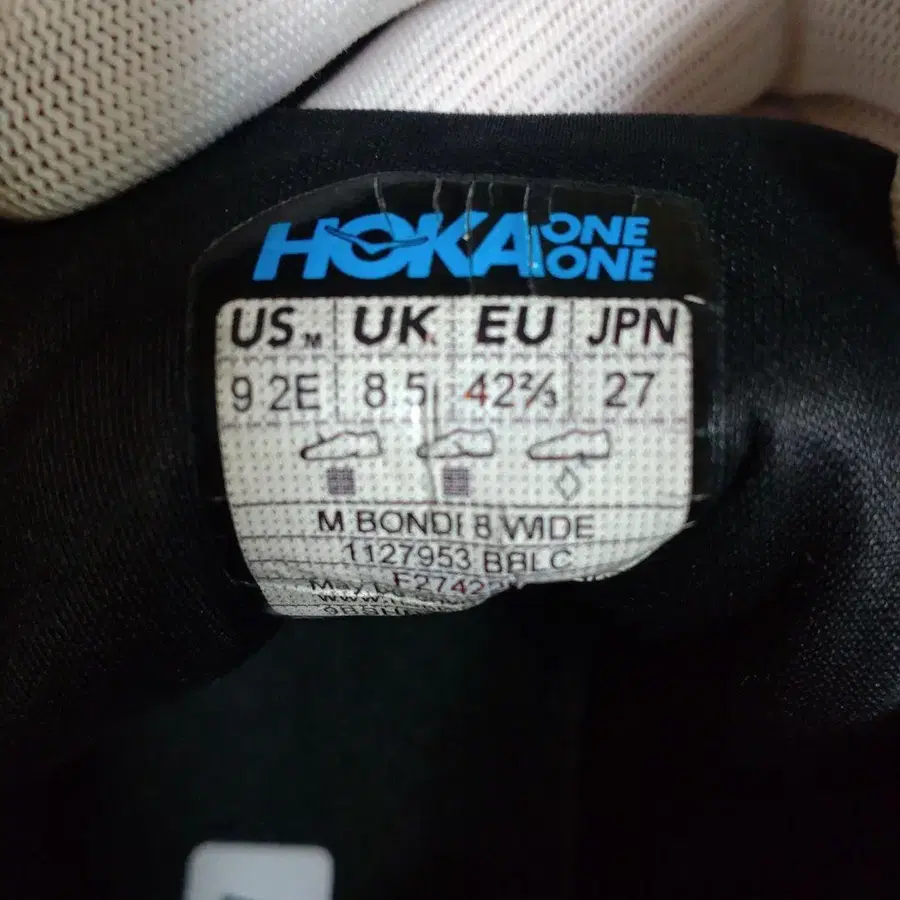 HOKA ONE ONE
US M UK EU JPN
9 2E 8.5 42⅔ 27
M BONDI 8 WIDE
1127953 BBLC